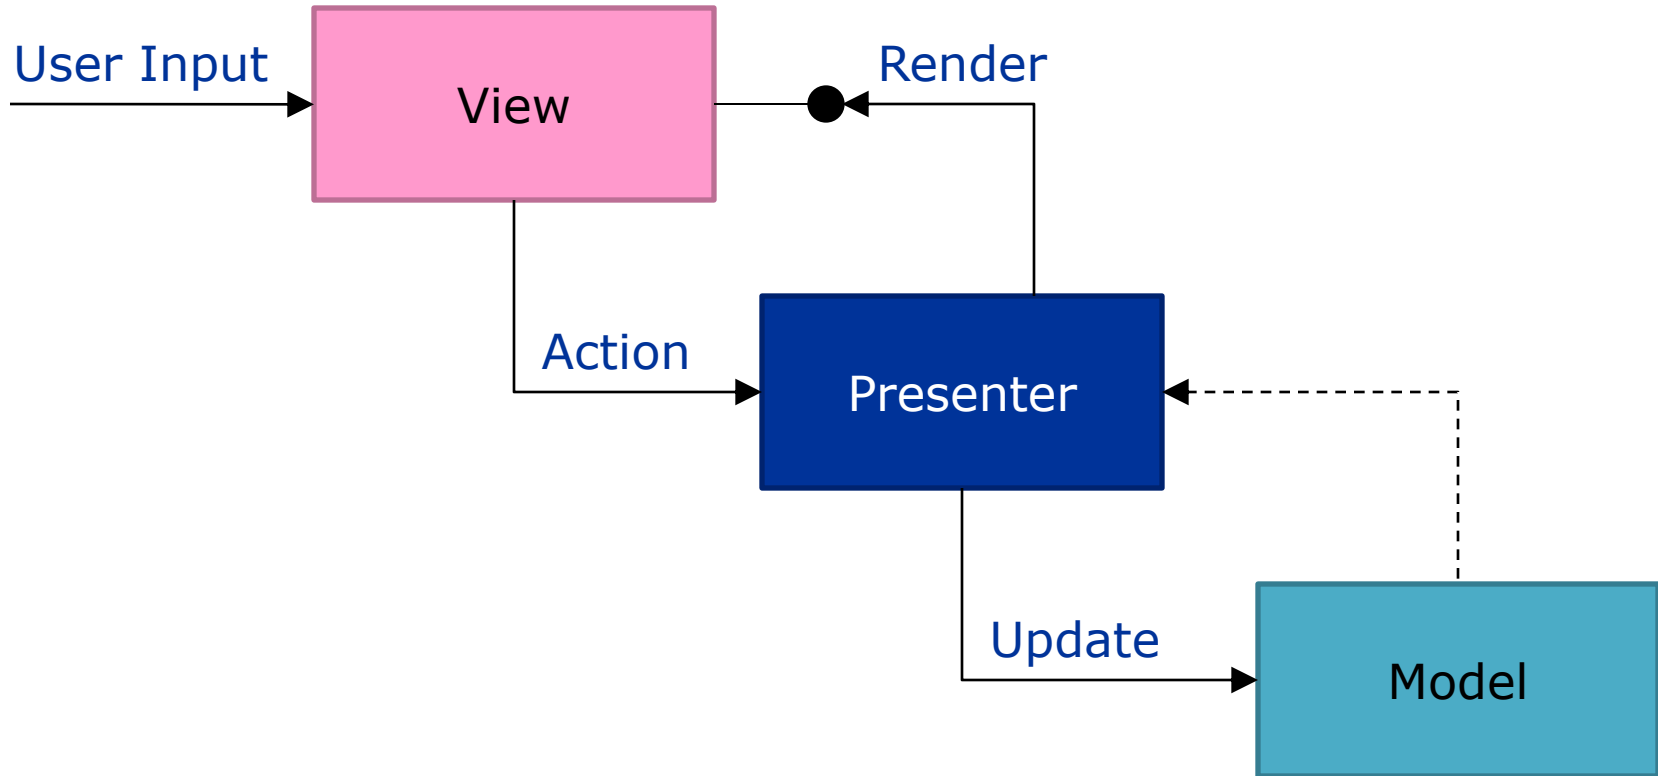 User Input
View
Render
Action
Presenter
Update
Model